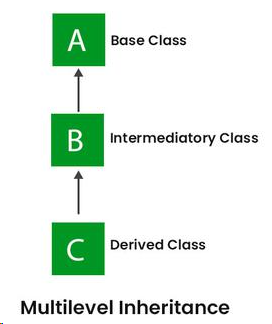 A Base Class
B Intermediatory Class
C Derived Class
Multilevel Inheritance